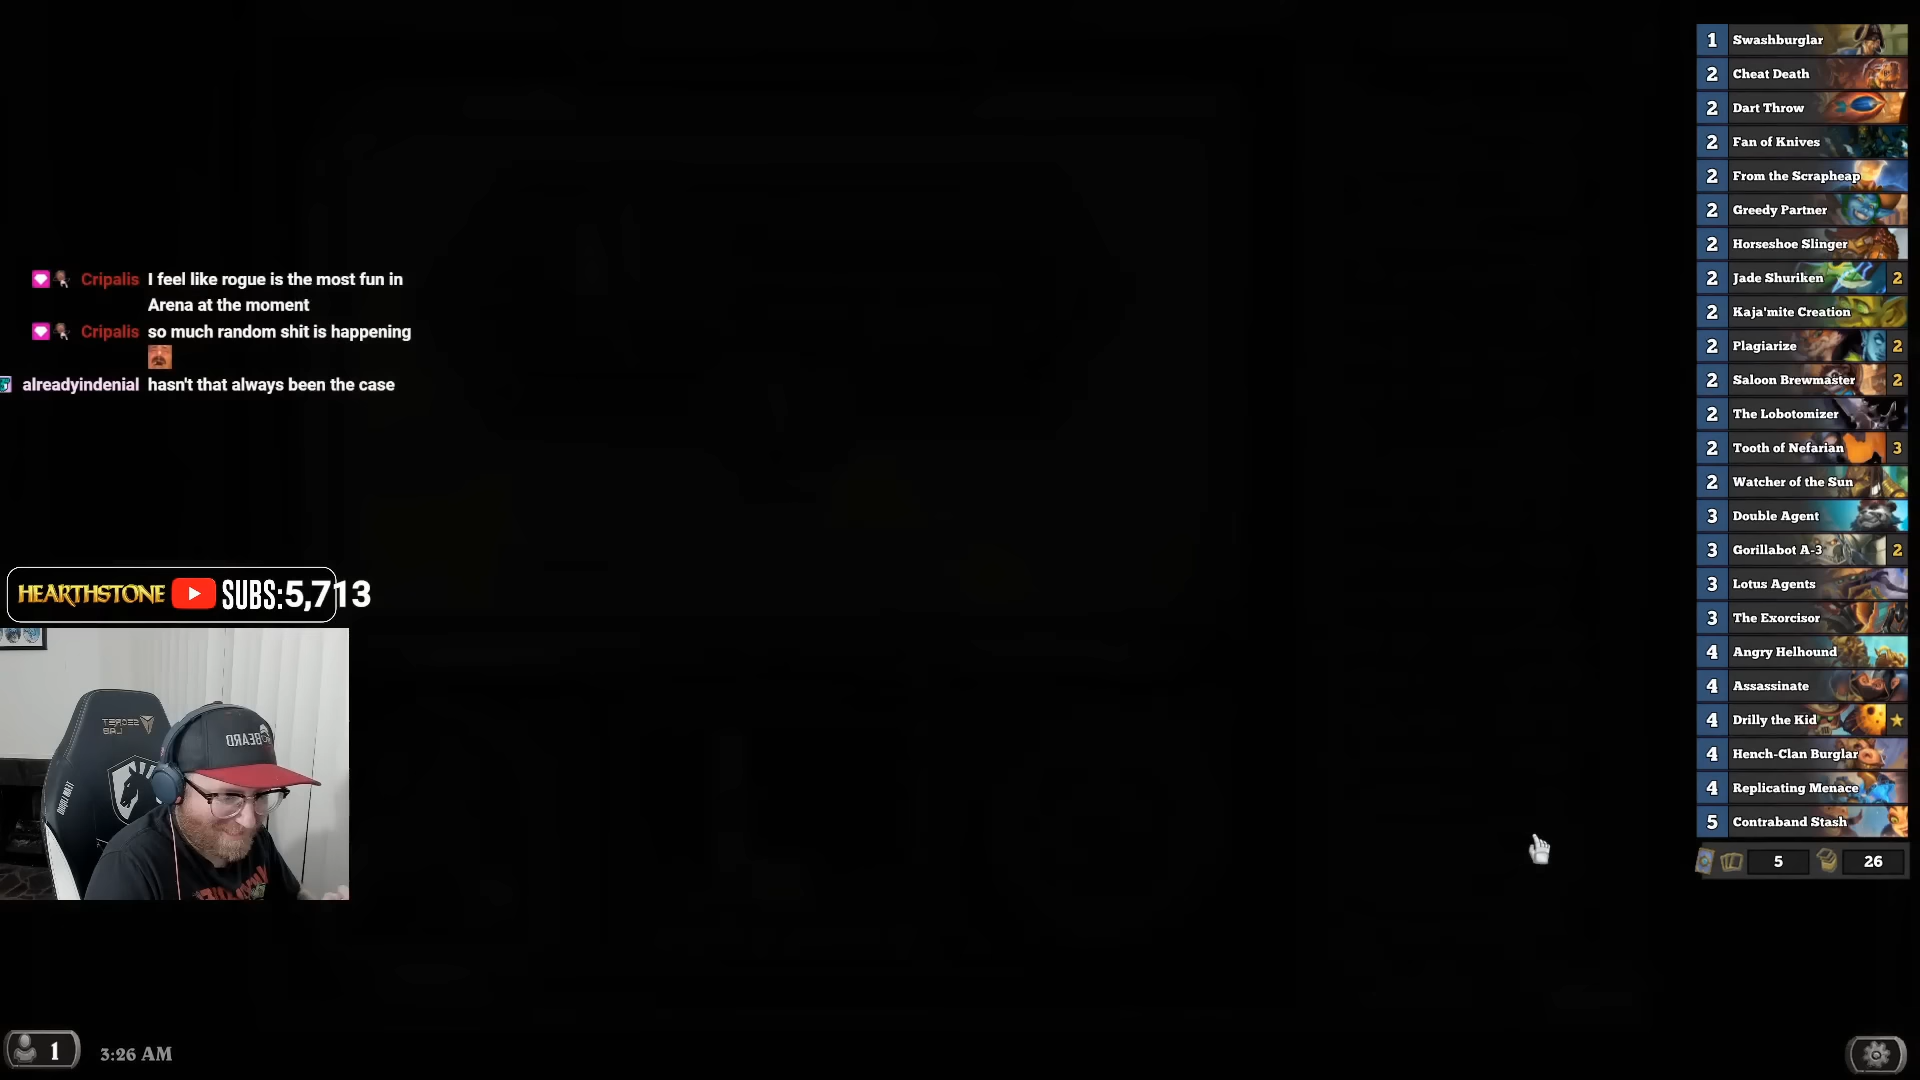 Cripalis I feel like rogue is the most fun in
Arena at the moment
Cripalis so much random shit is happening
alreadyindenial hasn't that always been the case
HEARTHSTONE SUBS:5,713
1 Swashburglar
2 Cheat Death
2 Dart Throw
2 Fan of Knives
2 From the Scrapheap
2 Greedy Partner
2 Horseshoe Slinger
2 Jade Shuriken 2
2 Kaja'mite Creation
2 Plagiarize 2
2 Saloon Brewmaster 2
2 The Lobotomizer
2 Tooth of Nefarian 3
2 Watcher of the Sun
3 Double Agent
3 Gorillabot A-3 2
3 Lotus Agents
3 The Exorcisor
4 Angry Helhound
4 Assassinate
4 Drilly the Kid
4 Hench-Clan Burglar
4 Replicating Menace
5 Contraband Stash
5 26
1 3:26 AM